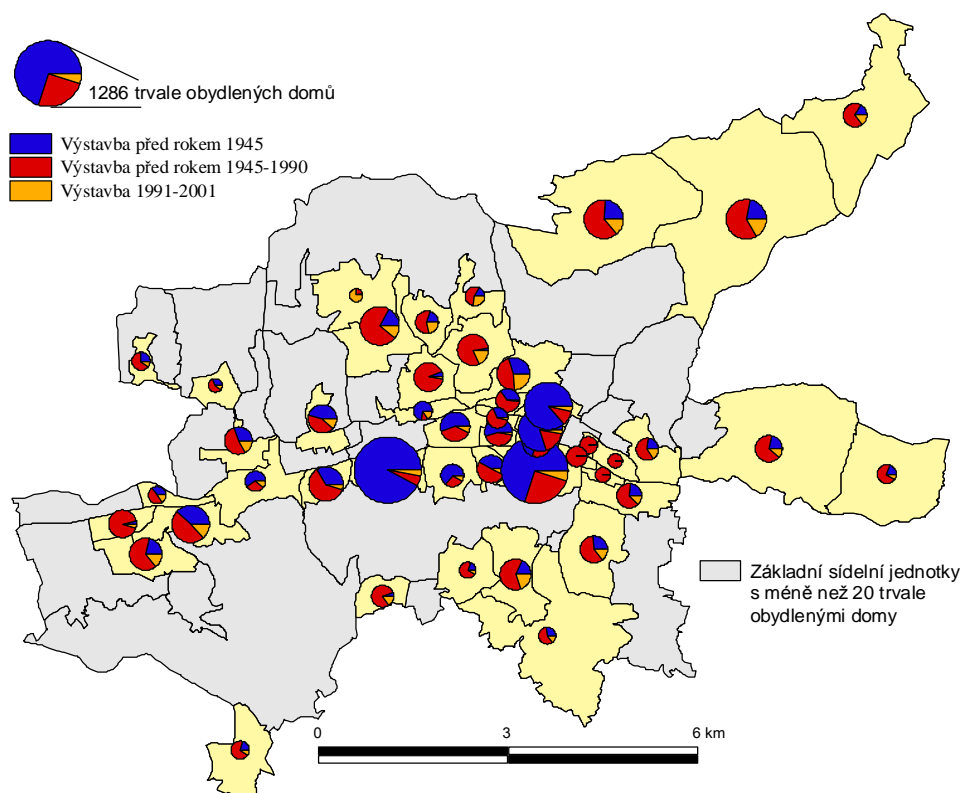 1286 trvale obydlených domů
Výstavba před rokem 1945
Výstavba před rokem 1945-1990
Výstavba 1991-2001
Základní sídelní jednotky
s méně než 20 trvale
obydlenými domy
0 3 6 km